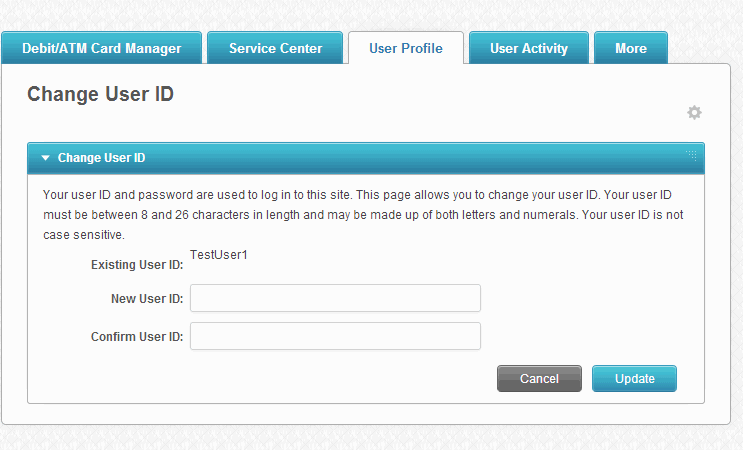 Debit/ATM Card Manager Service Center User Profile User Activity More
Change User ID
Change User ID
Your user ID and password are used to log in to this site. This page allows you to change your user ID. Your user ID
must be between 8 and 26 characters in length and may be made up of both letters and numerals. Your user ID is not
case sensitive.
Existing User ID: TestUser1
New User ID:
Confirm User ID:
Cancel Update